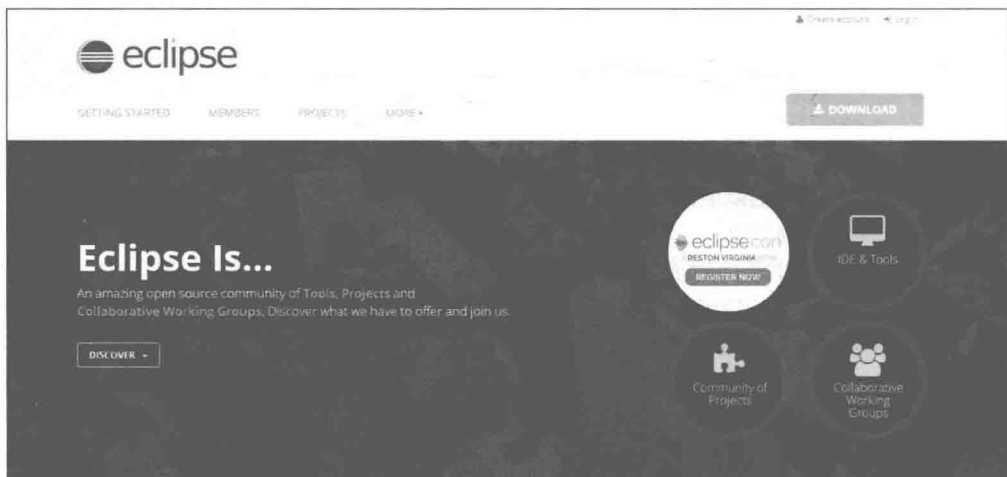 Create account Log in
eclipse
GETTING STARTED MEMBERS PROJECTS MORE
DOWNLOAD
eclipsecon
RESTON VIRGINIA
REGISTER NOW
IDE & Tools
Eclipse Is...
An amazing open source community of Tools, Projects and
Collaborative Working Groups. Discover what we have to offer and join us.
DISCOVER
Community of
Projects
Collaborative
Working
Groups